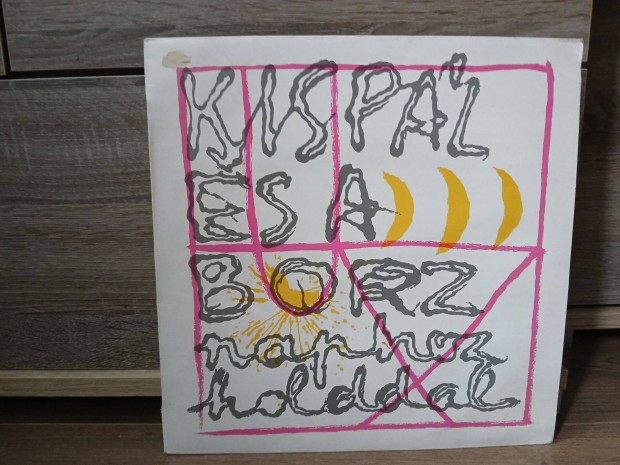 KISPÁL
ÉS A
BORZ
naphoz
holddal